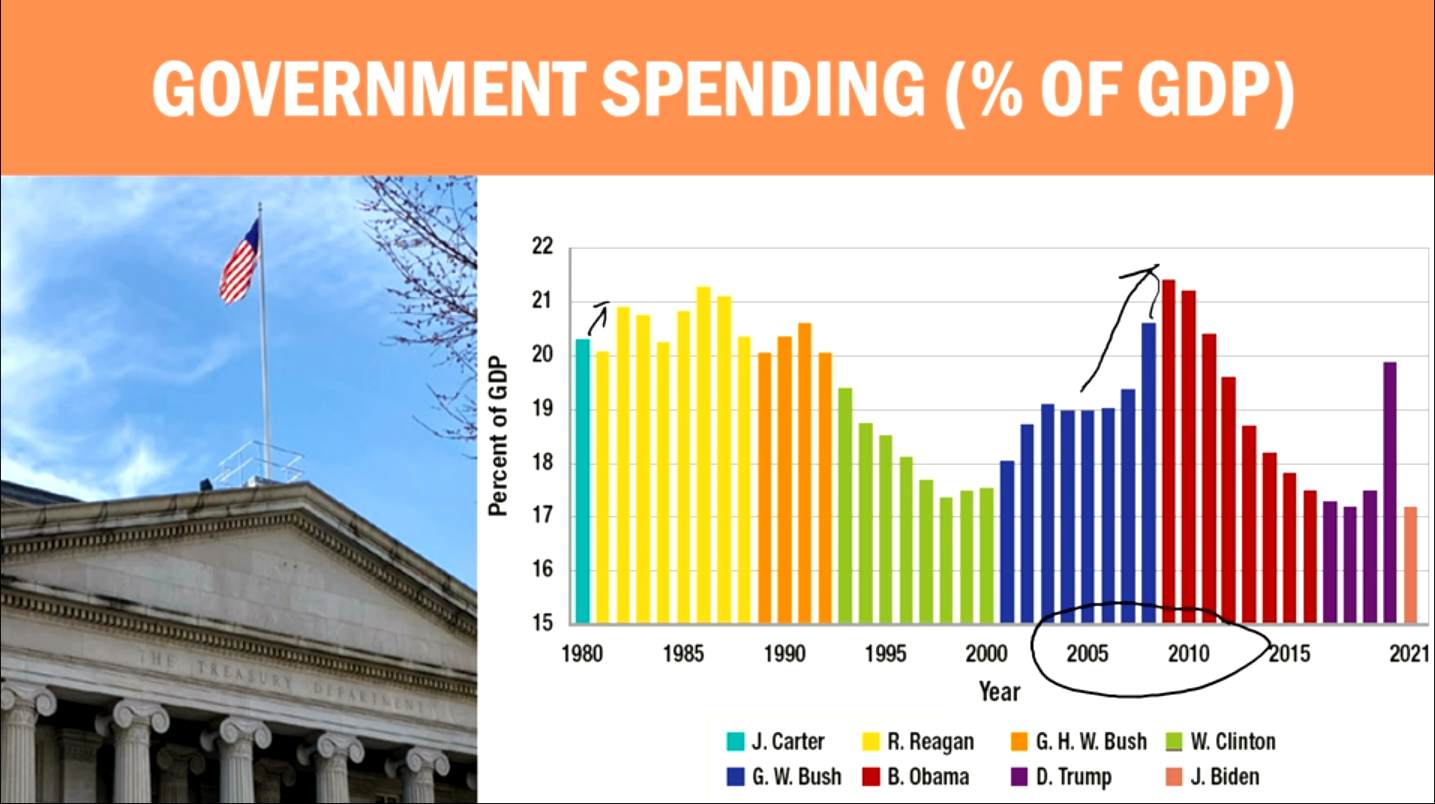 GOVERNMENT SPENDING (% OF GDP)
THE TREASURY DEPARTMENT
Percent of GDP
22
21
20
19
18
17
16
15
1980 1985 1990 1995 2000 2005 2010 2015 2021
Year
J. Carter R. Reagan G. H. W. Bush W. Clinton
G. W. Bush B. Obama D. Trump J. Biden